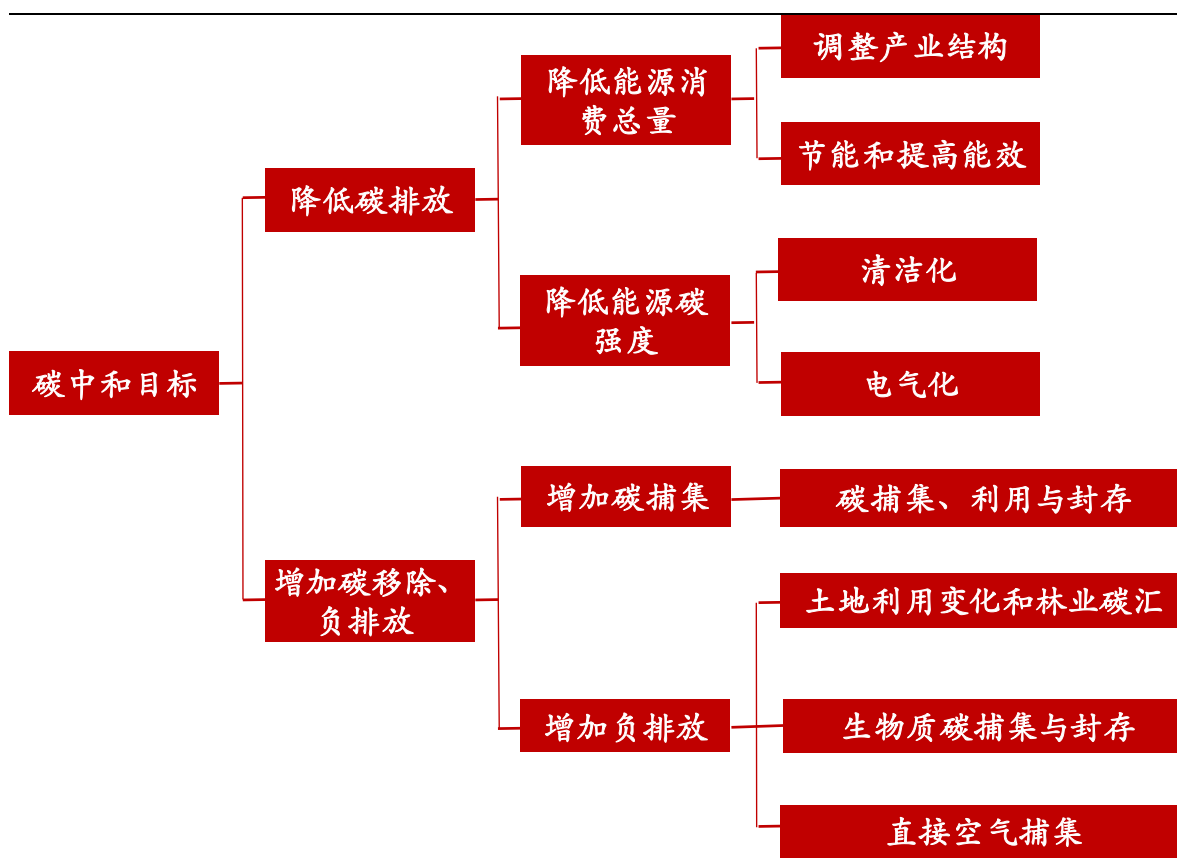 调整产业结构
降低能源消
费总量
节能和提高能效
降低碳排放
清洁化
降低能源碳
强度
电气化
碳中和目标
增加碳捕集
碳捕集、利用与封存
增加碳移除、
负排放
土地利用变化和林业碳汇
增加负排放
生物质碳捕集与封存
直接空气捕集